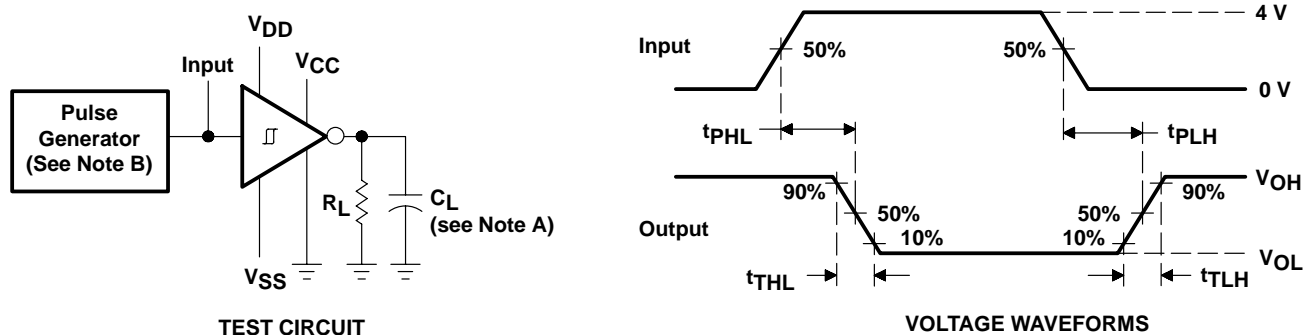 VDD
Input
VCC
Pulse
Generator
(See Note B)
RL
CL
(see Note A)
VSS
TEST CIRCUIT
4 V
Input
50%
50%
0 V
tPHL
tPLH
VOH
90%
90%
50%
50%
Output
10%
10%
VOL
tTHL
tTLH
VOLTAGE WAVEFORMS